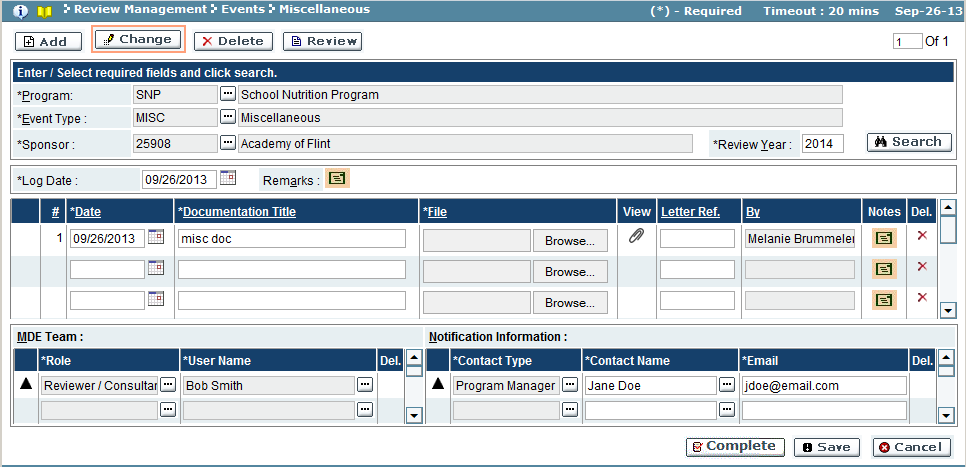 Review Management > Events > Miscellaneous (*) - Required Timeout : 20 mins Sep-26-13
Add Change Delete Review 1 Of 1
Enter / Select required fields and click search.
*Program: SNP ... School Nutrition Program
*Event Type : MISC ... Miscellaneous
*Sponsor : 25908 ... Academy of Flint *Review Year : 2014 Search
*Log Date : 09/26/2013 Remarks :
# *Date *Documentation Title *File View Letter Ref. By Notes Del.
1 09/26/2013 misc doc Browse... Melanie Brummeler
Browse...
Browse...
MDE Team : Notification Information :
*Role *User Name Del. *Contact Type *Contact Name *Email Del.
Reviewer / Consultan ... Bob Smith ... Program Manager ... Jane Doe ... jdoe@email.com
... ... ... ...
Complete Save Cancel